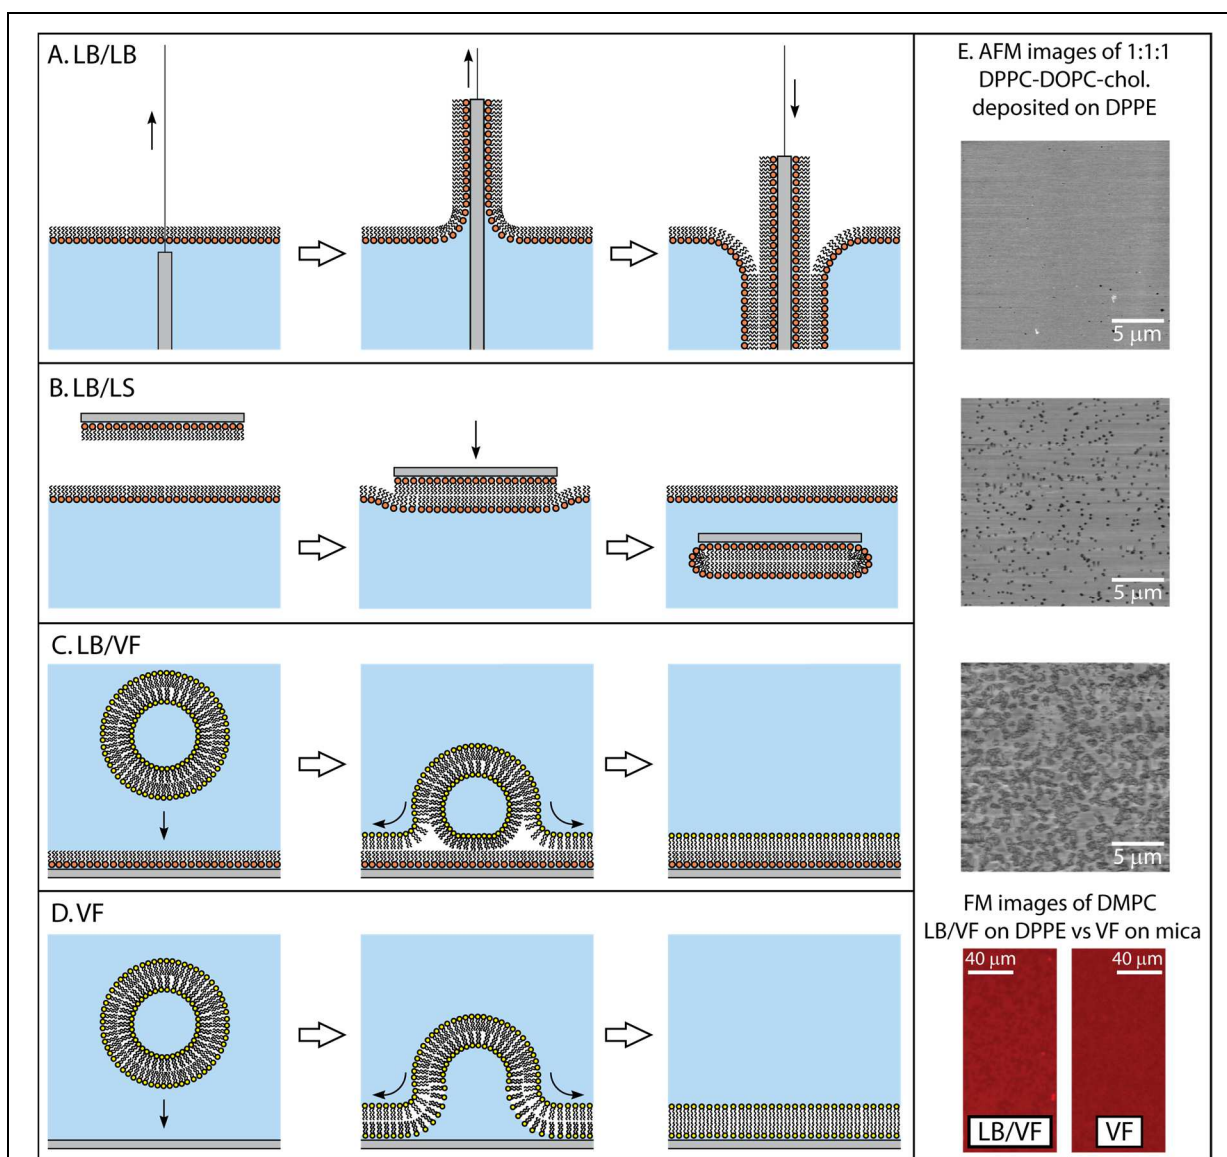 A. LB/LB
E. AFM images of 1:1:1
DPPC-DOPC-chol.
deposited on DPPE
5 μm
B. LB/LS
5 μm
C. LB/VF
5 μm
D. VF
FM images of DMPC
LB/VF on DPPE vs VF on mica
40 μm
40 μm
LB/VF
VF